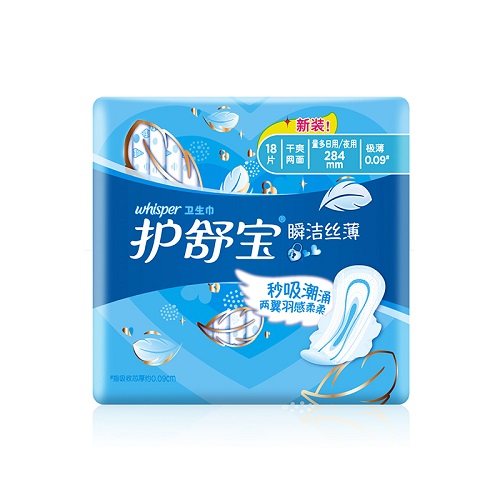 新装!
18片
干爽网面
量多日用/夜用
284mm
极薄
0.09#
whisper 卫生巾
护舒宝® 瞬洁丝薄
秒吸潮涌
两翼羽感柔柔
#指吸收芯厚约0.09cm